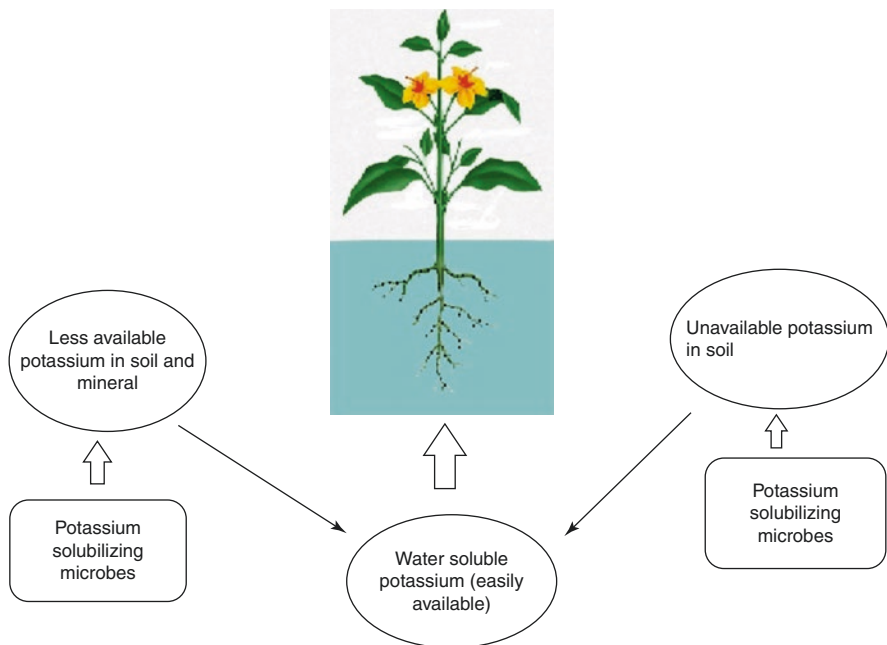 Less available
potassium in soil and
mineral
Unavailable potassium
in soil
Potassium
solubilizing
microbes
Potassium
solubilizing
microbes
Water soluble
potassium (easily
available)